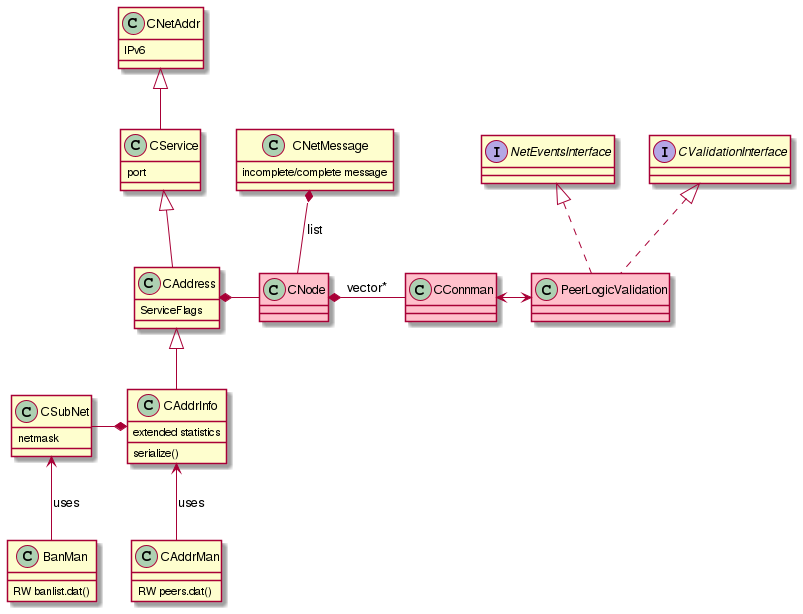 C CNetAddr
IPv6
C CService
port
C CNetMessage
incomplete/complete message
I NetEventsInterface
I CValidationInterface
list
C CAddress
ServiceFlags
C CNode
vector*
C CConnman
C PeerLogicValidation
C CSubNet
netmask
C CAddrInfo
extended statistics
serialize()
uses
uses
C BanMan
RW banlist.dat()
C CAddrMan
RW peers.dat()